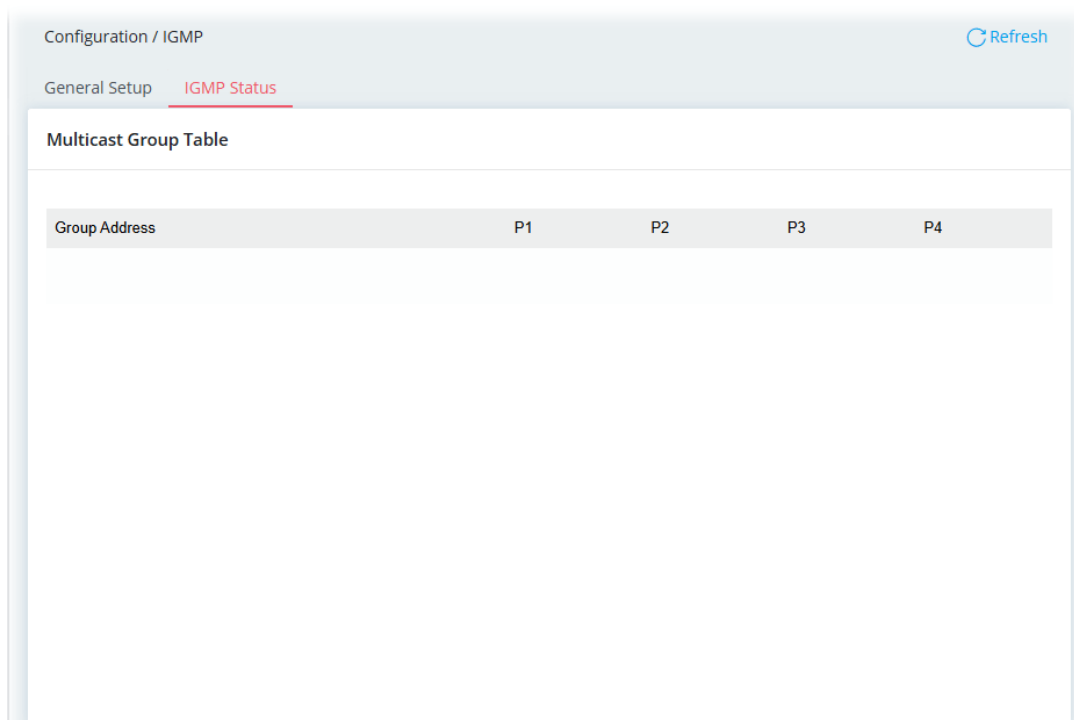 Configuration / IGMP Refresh
General Setup IGMP Status
Multicast Group Table
Group Address P1 P2 P3 P4